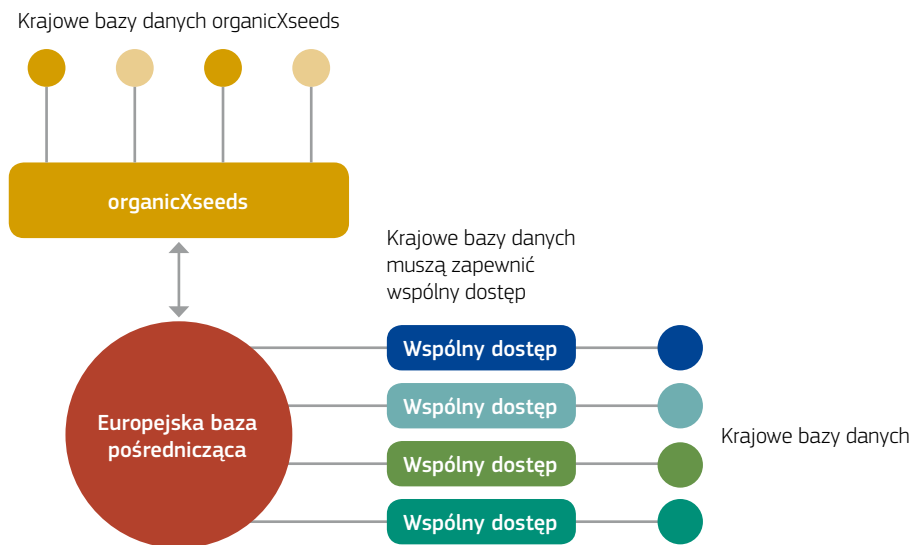 Krajowe bazy danych organicXseeds
organicXseeds
Krajowe bazy danych
muszą zapewnić
wspólny dostęp
Wspólny dostęp
Wspólny dostęp
Europejska baza
pośrednicząca
Krajowe bazy danych
Wspólny dostęp
Wspólny dostęp